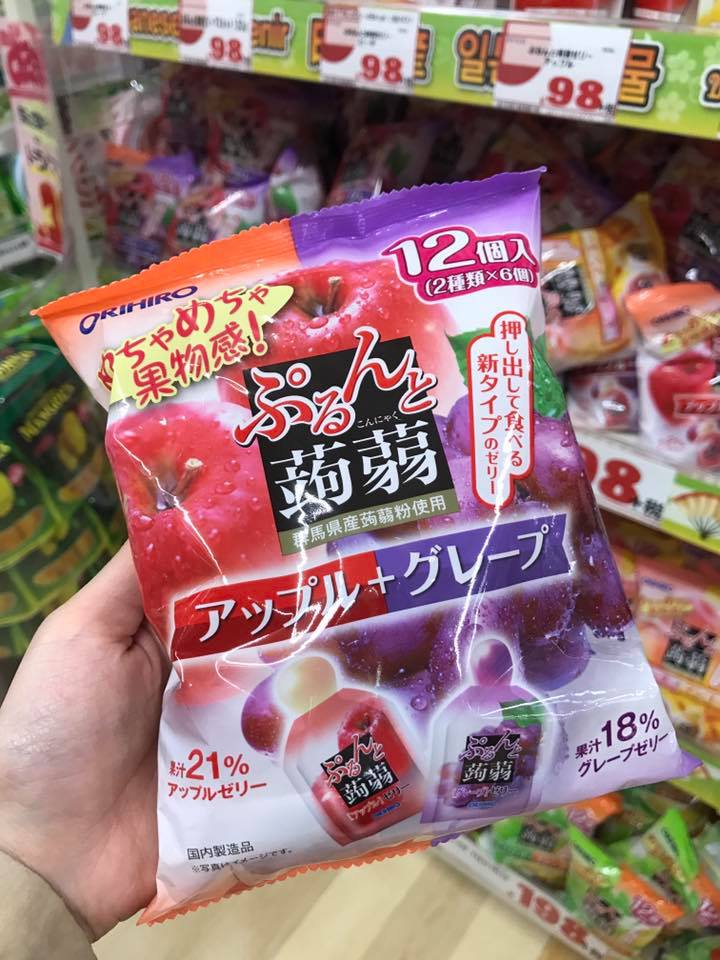 98
98
98
98
일
물
ORIHIRO
めちゃめちゃ
果物感!
12個入
(2種類×6個)
押し出して食べる
新タイプのゼリー
ぷるんと
こんにゃく
蒟蒻
群馬県産蒟蒻粉使用
アップル+グレープ
果汁21%
アップルゼリー
ぷるんと
蒟蒻
ぷるんと
蒟蒻
果汁18%
グレープゼリー
国内製造品
※写真はイメージです。
98
198